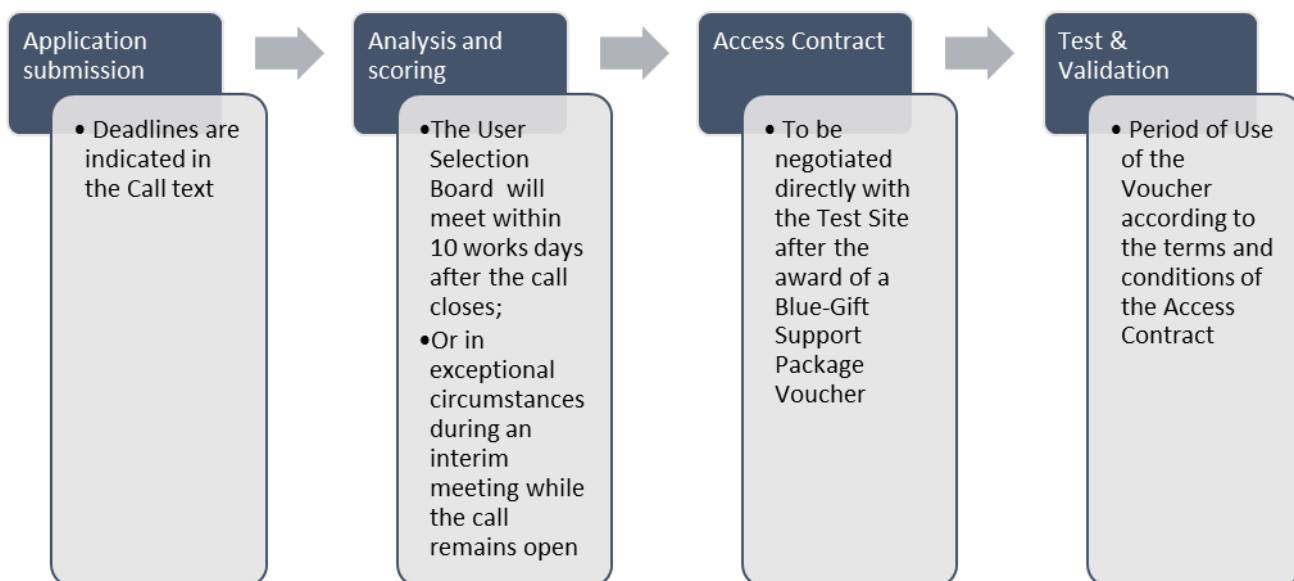 Application
submission
• Deadlines are
indicated in
the Call text
Analysis and
scoring
•The User
Selection
Board will
meet within
10 works days
after the call
closes;
•Or in
exceptional
circumstances
during an
interim
meeting while
the call
remains open
Access Contract
• To be
negotiated
directly with
the Test Site
after the
award of a
Blue-Gift
Support
Package
Voucher
Test &
Validation
• Period of Use
of the
Voucher
according to
the terms and
conditions of
the Access
Contract